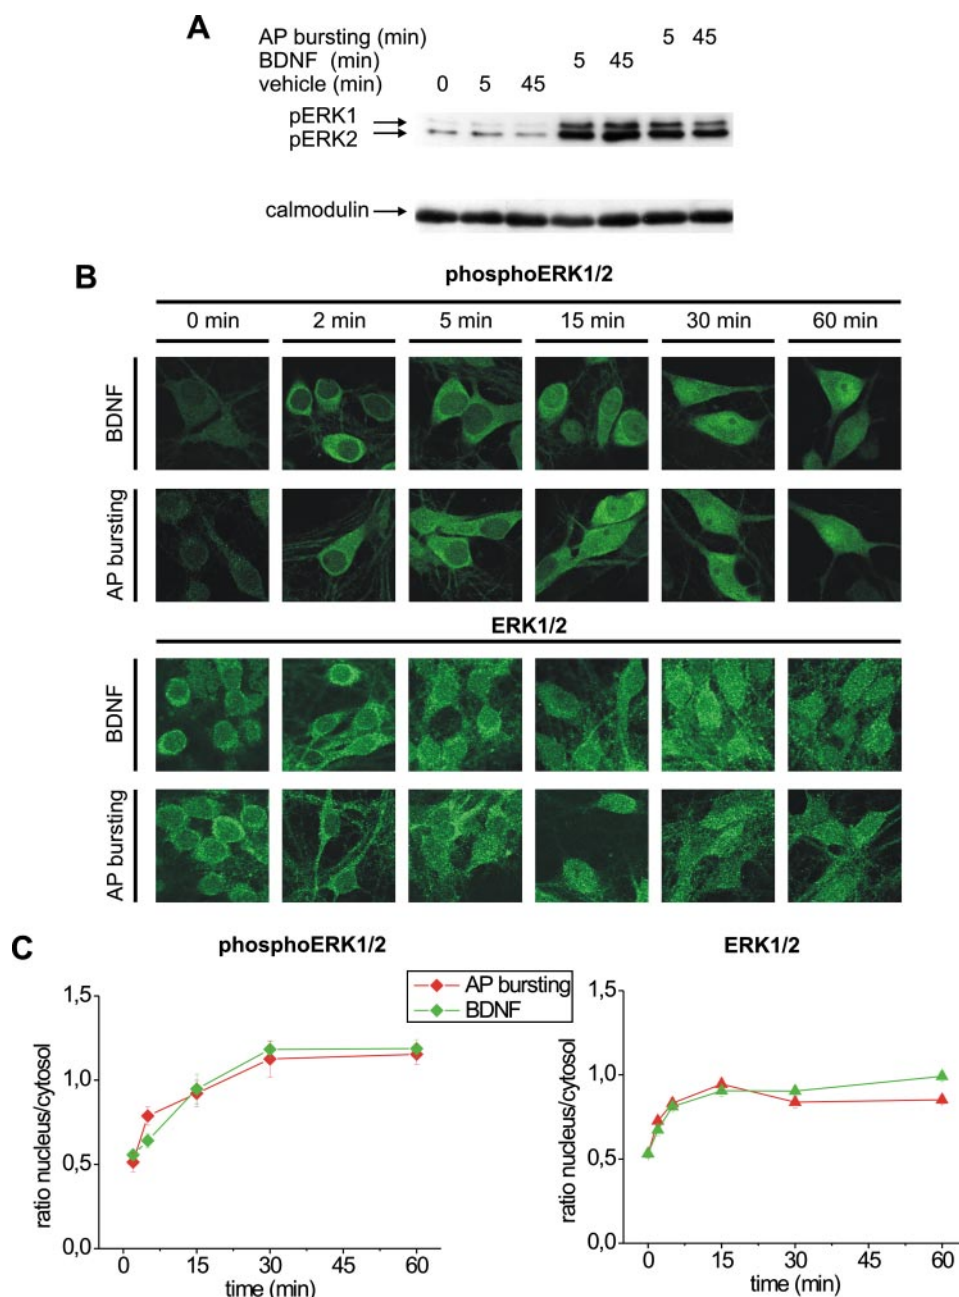 A
AP bursting (min) 5 45
BDNF (min) 5 45
vehicle (min) 0 5 45
pERK1
pERK2
calmodulin
B
phosphoERK1/2
0 min 2 min 5 min 15 min 30 min 60 min
BDNF
AP bursting
ERK1/2
BDNF
AP bursting
C
phosphoERK1/2 ERK1/2
AP bursting
BDNF
ratio nucleus/cytosol
1,5
1,0
0,5
0,0
0 15 30 45 60
time (min)
ratio nucleus/cytosol
1,5
1,0
0,5
0,0
0 15 30 45 60
time (min)